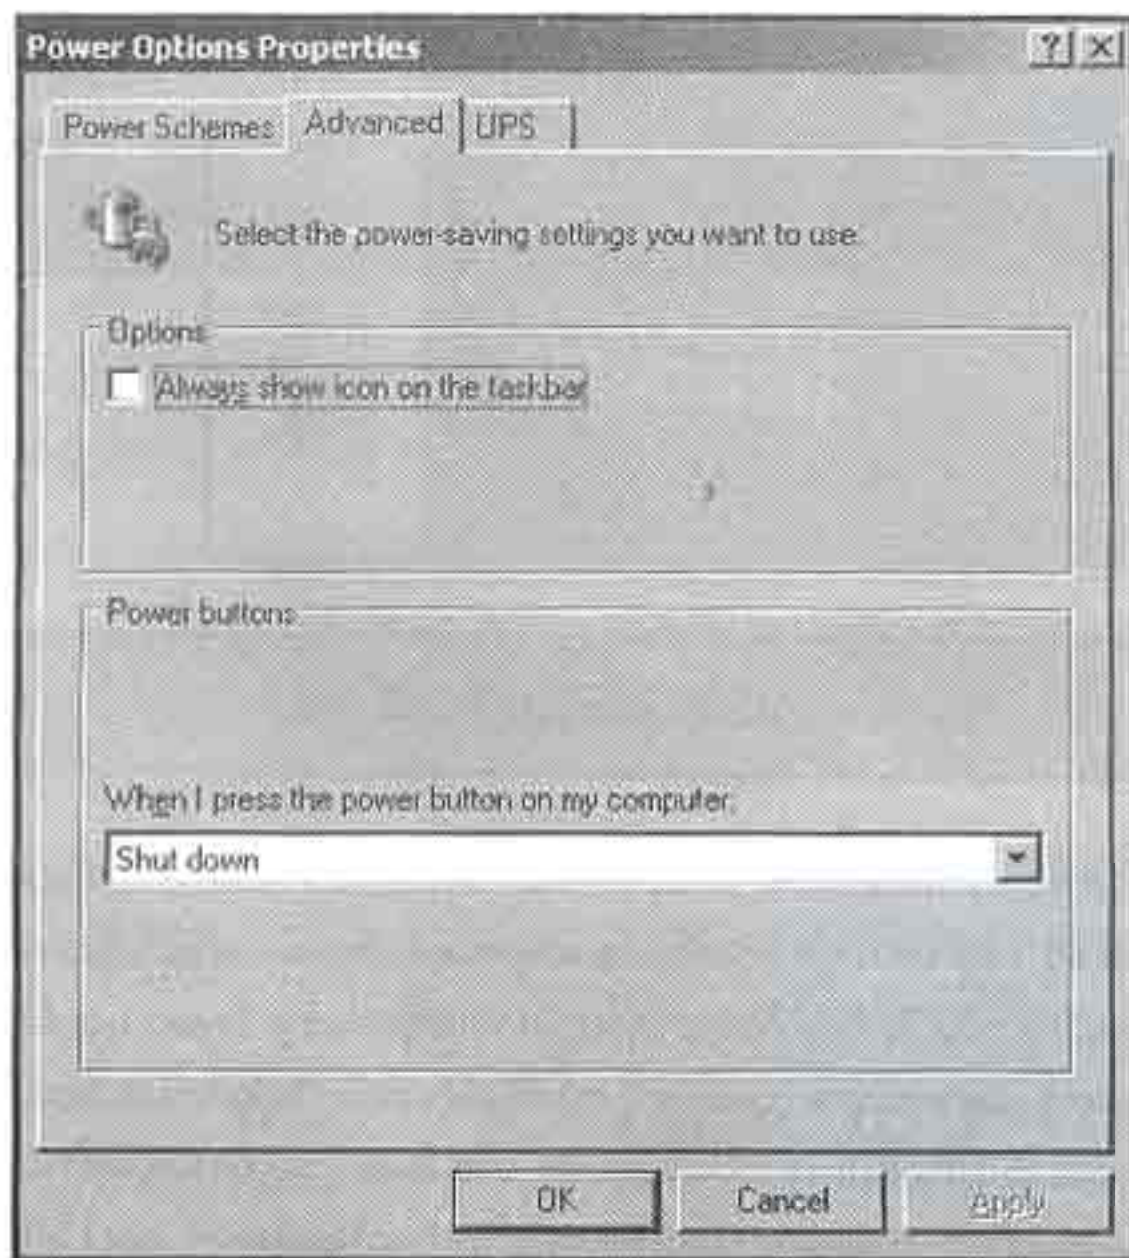 Power Options Properties
Power Schemes Advanced UPS
Select the power-saving settings you want to use.
Options
Always show icon on the taskbar
Power buttons
When I press the power button on my computer:
Shut down
OK Cancel Apply